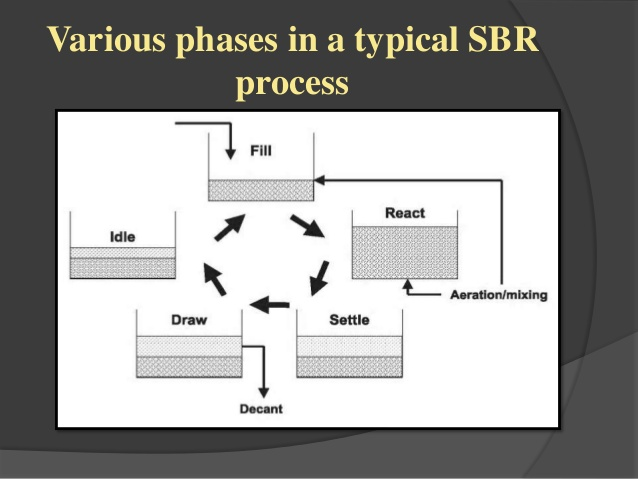 Various phases in a typical SBR
process
Fill
React
Idle
Aeration/mixing
Draw
Settle
Decant